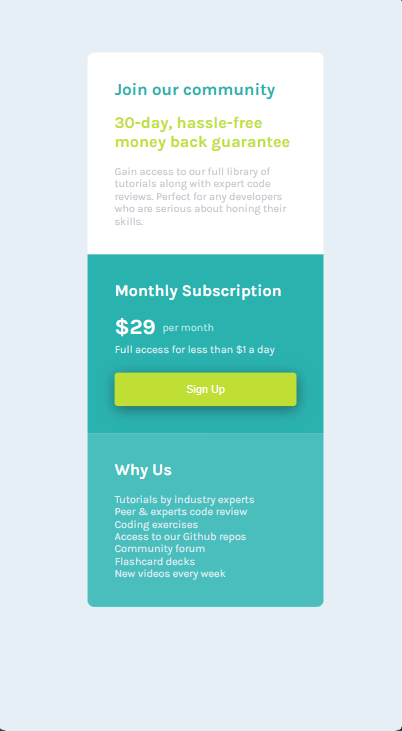 Join our community
30-day, hassle-free
money back guarantee
Gain access to our full library of
tutorials along with expert code
reviews. Perfect for any developers
who are serious about honing their
skills.
Monthly Subscription
$29 per month
Full access for less than $1 a day
Sign Up
Why Us
Tutorials by industry experts
Peer & experts code review
Coding exercises
Access to our Github repos
Community forum
Flashcard decks
New videos every week